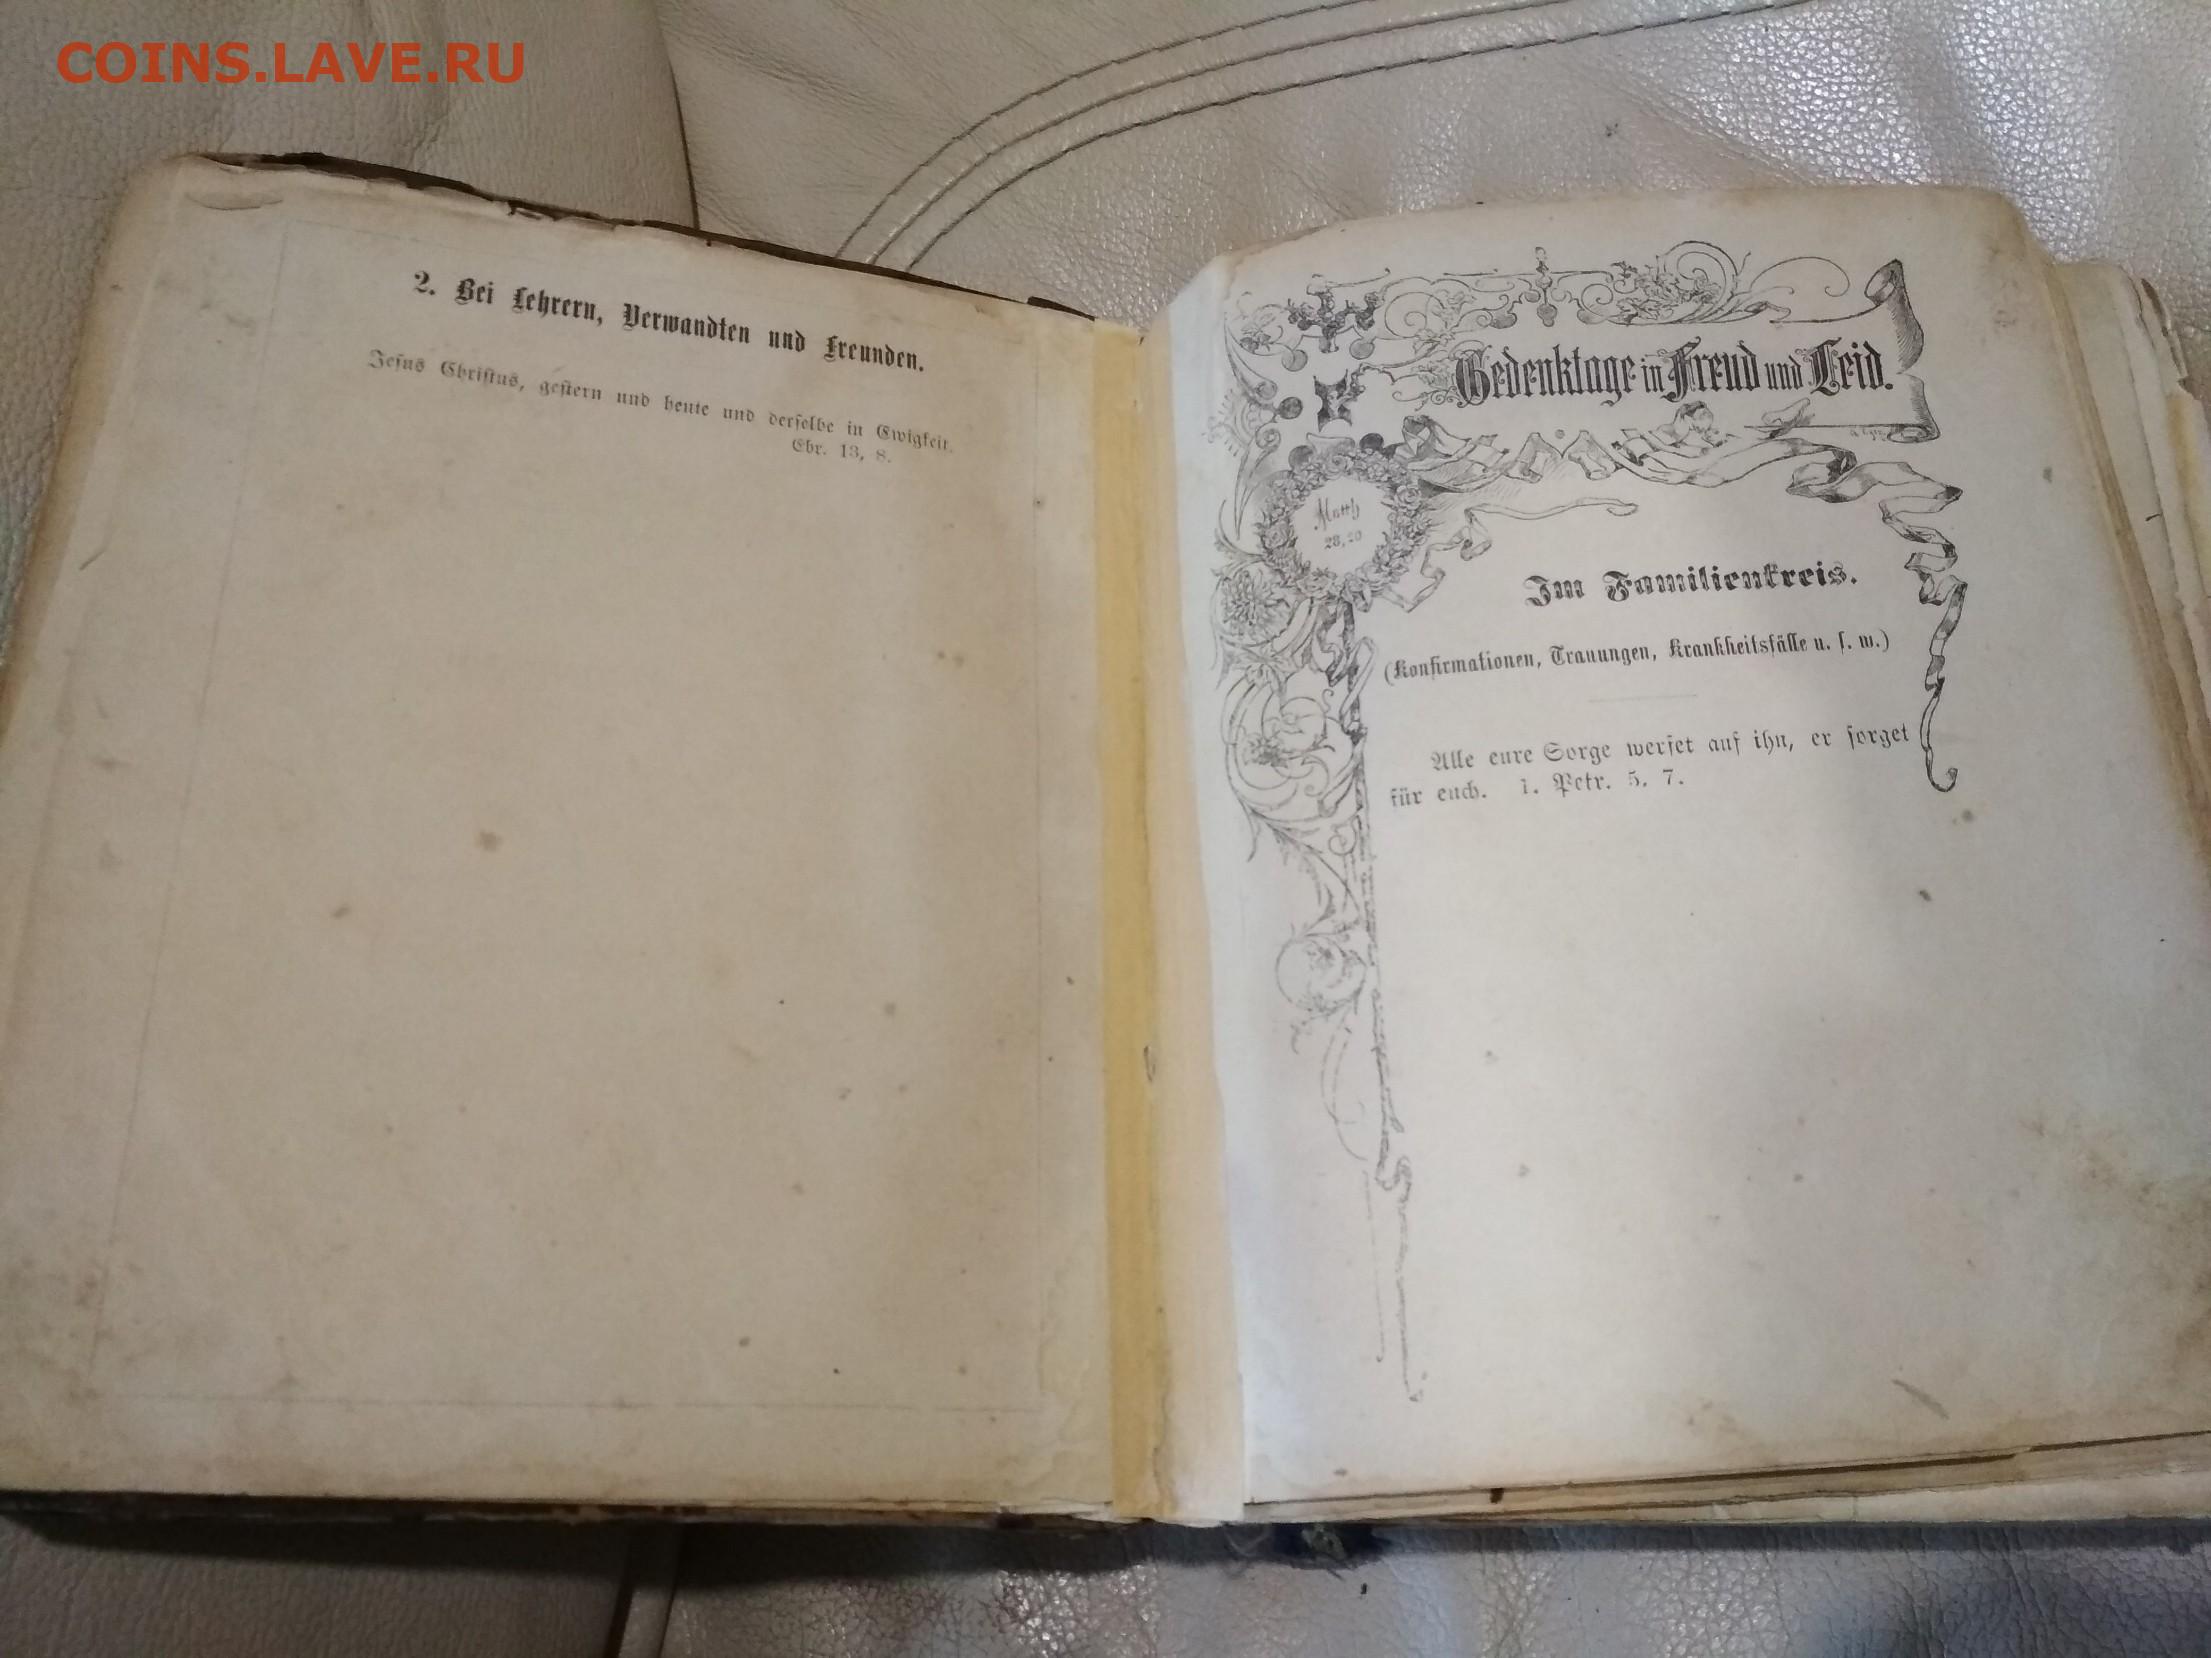 COINS.LAVE.RU
2. Bei Lehrern, Verwandten und Freunden.
Jesus Christus, gestern und heute und derselbe in Ewigkeit.
Ebr. 13, 8.
Gedenktage in Freud und Leid.
Matth
28,20
Im Familienkreis.
(Konfirmationen, Trauungen, Krankheitsfälle u. s. w.)
Alle eure Sorge werfet auf ihn, er sorget
für euch. 1. Petr. 5. 7.